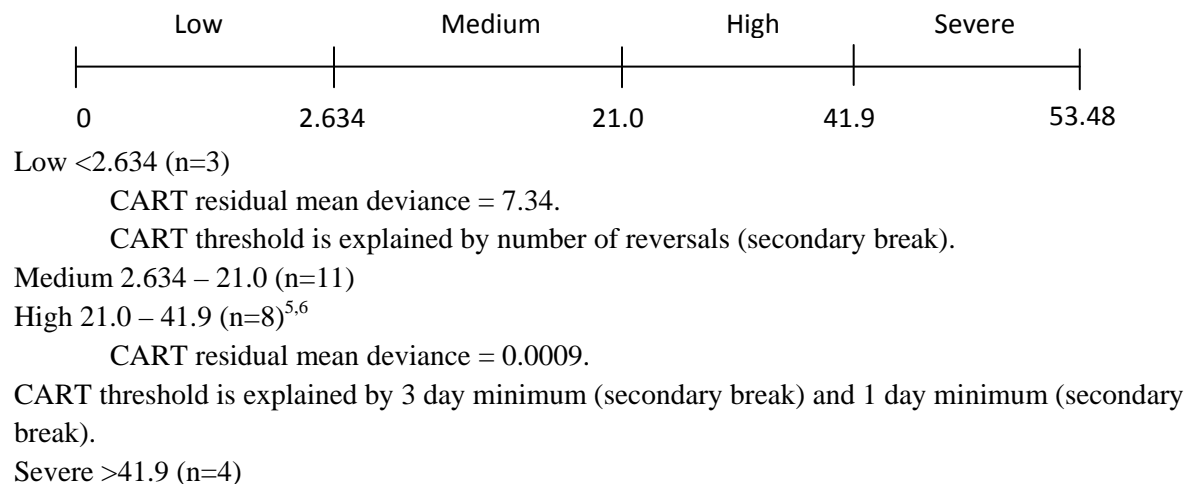 Low Medium High Severe
0 2.634 21.0 41.9 53.48
Low <2.634 (n=3)
CART residual mean deviance = 7.34.
CART threshold is explained by number of reversals (secondary break).
Medium 2.634 – 21.0 (n=11)
High 21.0 – 41.9 (n=8)5,6
CART residual mean deviance = 0.0009.
CART threshold is explained by 3 day minimum (secondary break) and 1 day minimum (secondary
break).
Severe >41.9 (n=4)